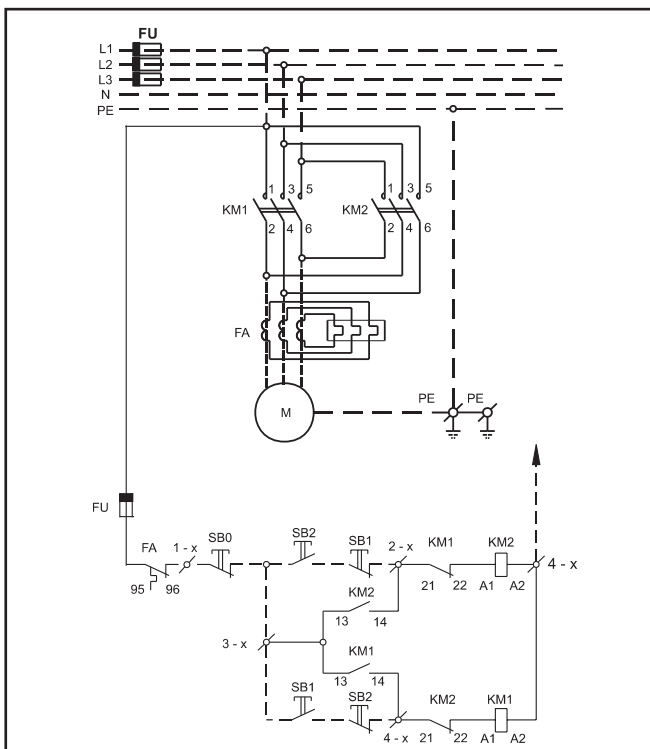 FU
L1
L2
L3
N
PE
1 3 5 1 3 5
KM1 KM2
2 4 6 2 4 6
FA
M PE PE
FU
FA 1 - x SB0 SB2 SB1 2 - x KM1 KM2
95 96 21 22 A1 A2 4 - x
KM2
13 14
3 - x
KM1
13 14
SB1 SB2 KM2 KM1
4 - x 21 22 A1 A2